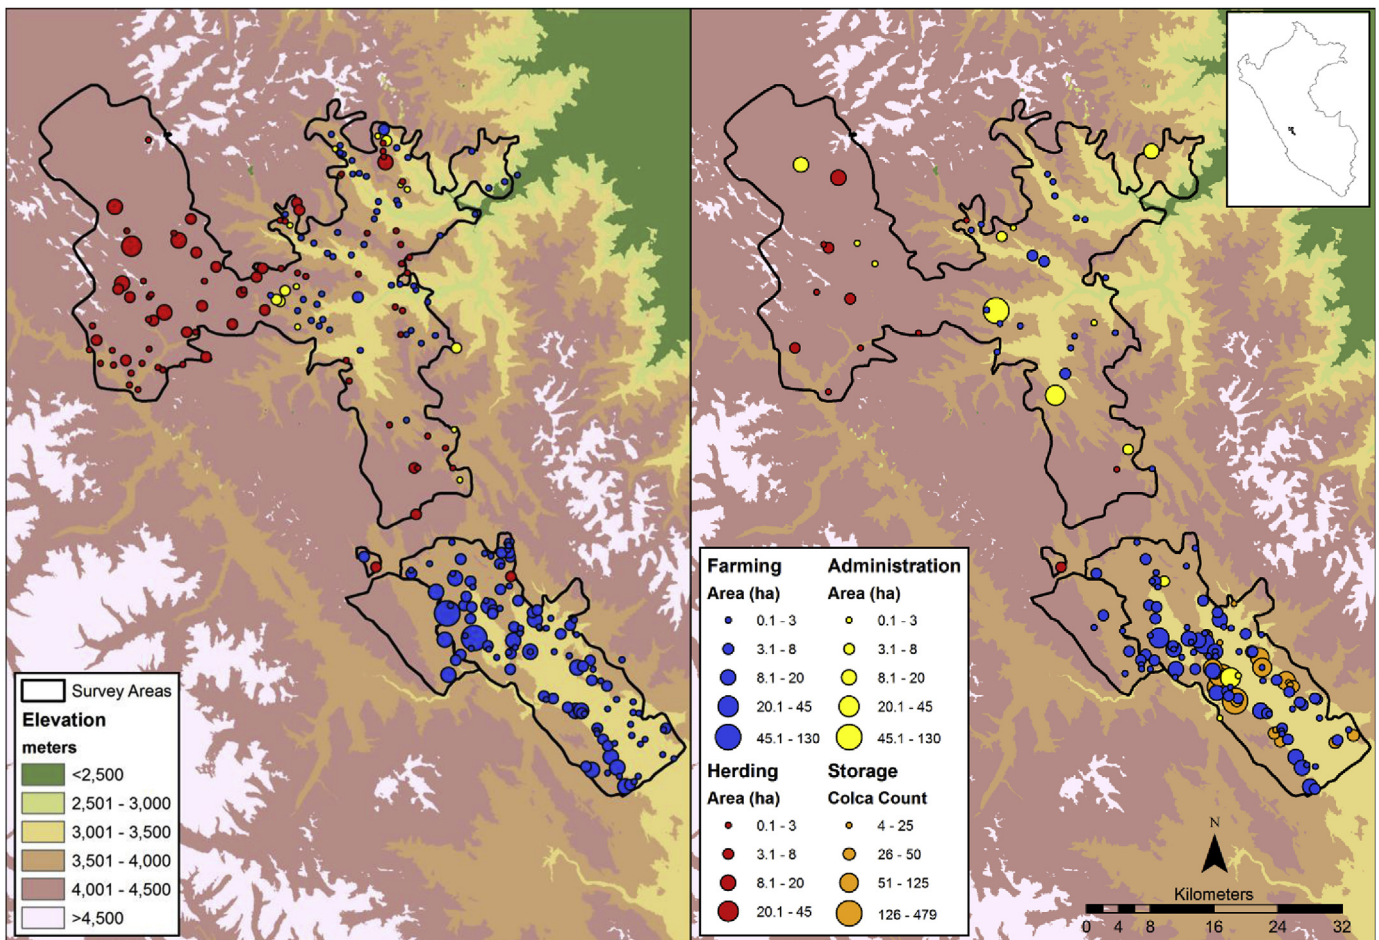 Survey Areas
Elevation
meters
<2,500
2,501 - 3,000
3,001 - 3,500
3,501 - 4,000
4,001 - 4,500
>4,500
Farming
Area (ha)
0.1 - 3
3.1 - 8
8.1 - 20
20.1 - 45
45.1 - 130
Herding
Area (ha)
0.1 - 3
3.1 - 8
8.1 - 20
20.1 - 45
Administration
Area (ha)
0.1 - 3
3.1 - 8
8.1 - 20
20.1 - 45
45.1 - 130
Storage
Colca Count
4 - 25
26 - 50
51 - 125
126 - 479
N
Kilometers
0 4 8 16 24 32